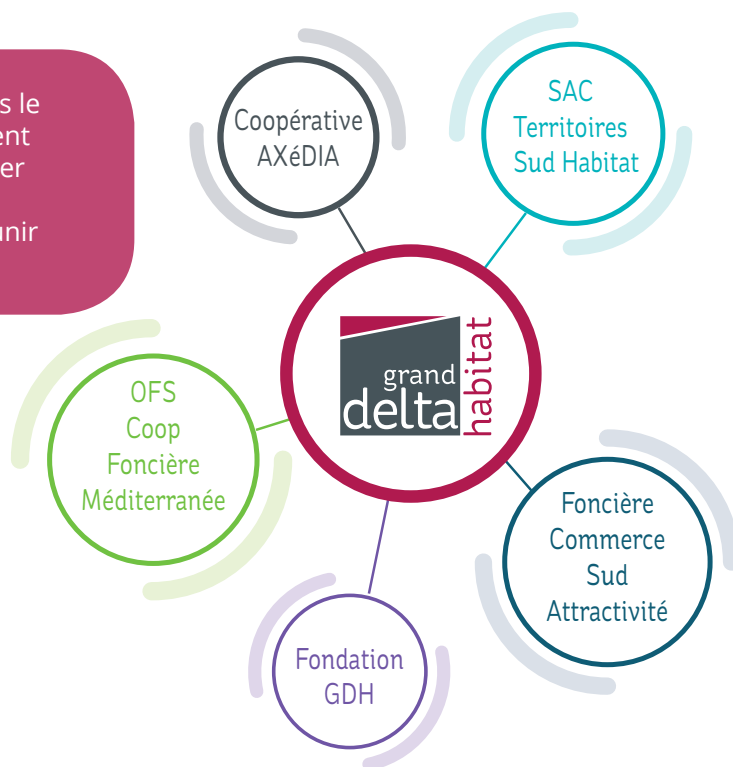 s le
ent
er
unir
Coopérative
AXéDIA
SAC
Territoires
Sud Habitat
grand
delta
habitat
OFS
Coop
Foncière
Méditerranée
Foncière
Commerce
Sud
Attractivité
Fondation
GDH